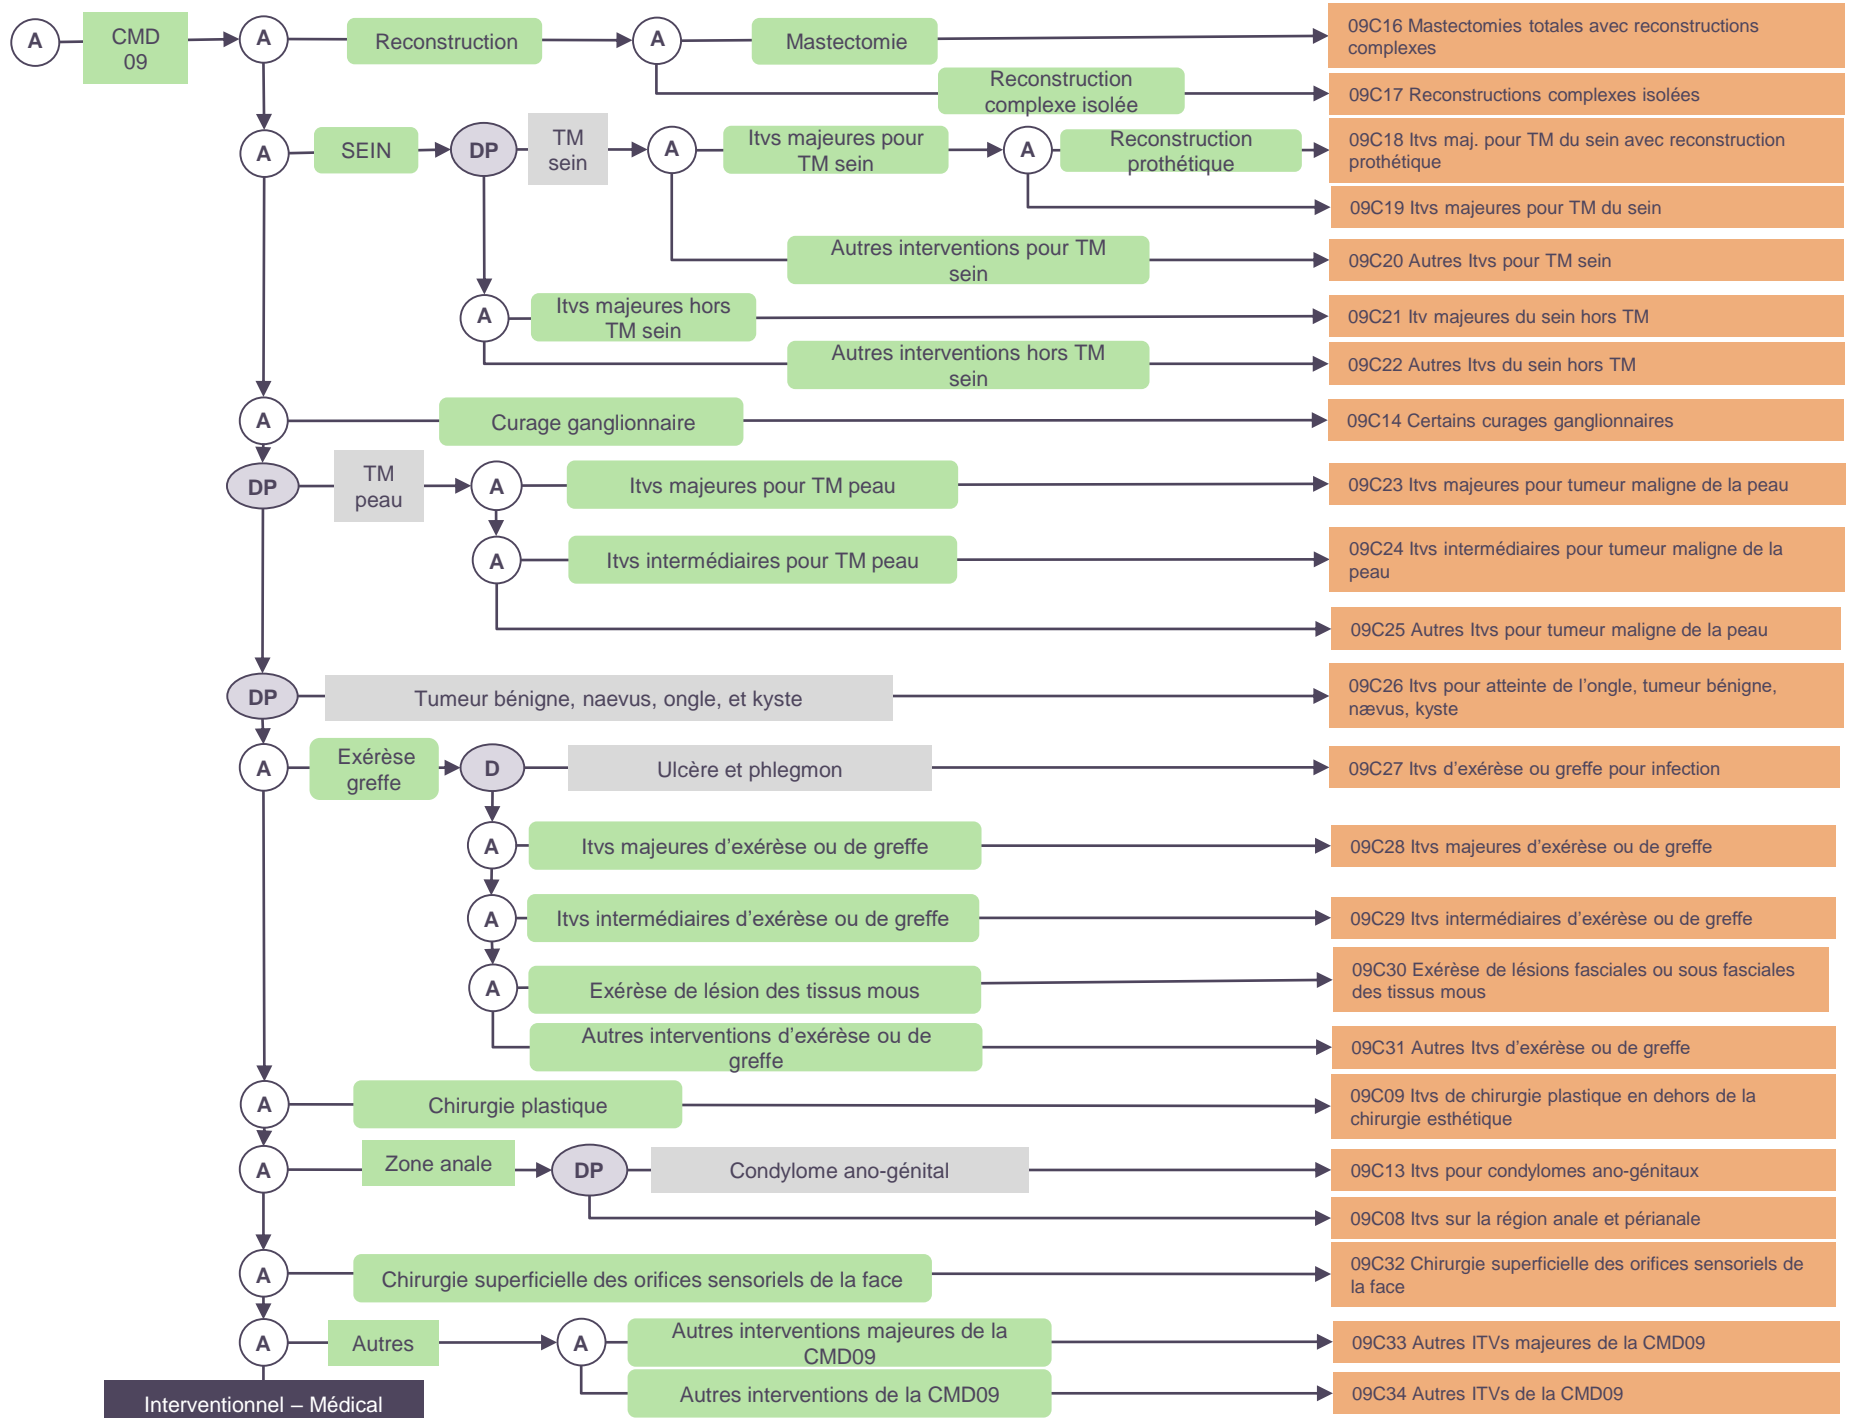 A
CMD
09
A
Reconstruction
A
Mastectomie
09C16 Mastectomies totales avec reconstructions
complexes
Reconstruction
complexe isolée
09C17 Reconstructions complexes isolées
A
SEIN
DP
TM
sein
A
Itvs majeures pour
TM sein
A
Reconstruction
prothétique
09C18 Itvs maj. pour TM du sein avec reconstruction
prothétique
09C19 Itvs majeures pour TM du sein
Autres interventions pour TM
sein
09C20 Autres Itvs pour TM sein
A
Itvs majeures hors
TM sein
09C21 Itv majeures du sein hors TM
Autres interventions hors TM
sein
09C22 Autres Itvs du sein hors TM
A
Curage ganglionnaire
09C14 Certains curages ganglionnaires
DP
TM
peau
A
Itvs majeures pour TM peau
09C23 Itvs majeures pour tumeur maligne de la peau
A
Itvs intermédiaires pour TM peau
09C24 Itvs intermédiaires pour tumeur maligne de la
peau
09C25 Autres Itvs pour tumeur maligne de la peau
DP
Tumeur bénigne, naevus, ongle, et kyste
09C26 Itvs pour atteinte de l’ongle, tumeur bénigne,
nævus, kyste
A
Exérèse
greffe
D
Ulcère et phlegmon
09C27 Itvs d’exérèse ou greffe pour infection
A
Itvs majeures d’exérèse ou de greffe
09C28 Itvs majeures d’exérèse ou de greffe
A
Itvs intermédiaires d’exérèse ou de greffe
09C29 Itvs intermédiaires d’exérèse ou de greffe
A
Exérèse de lésion des tissus mous
09C30 Exérèse de lésions fasciales ou sous fasciales
des tissus mous
Autres interventions d’exérèse ou de
greffe
09C31 Autres Itvs d’exérèse ou de greffe
A
Chirurgie plastique
09C09 Itvs de chirurgie plastique en dehors de la
chirurgie esthétique
A
Zone anale
DP
Condylome ano-génital
09C13 Itvs pour condylomes ano-génitaux
09C08 Itvs sur la région anale et périanale
A
Chirurgie superficielle des orifices sensoriels de la face
09C32 Chirurgie superficielle des orifices sensoriels de
la face
A
Autres
A
Autres interventions majeures de la
CMD09
09C33 Autres ITVs majeures de la CMD09
Autres interventions de la CMD09
09C34 Autres ITVs de la CMD09
Interventionnel – Médical